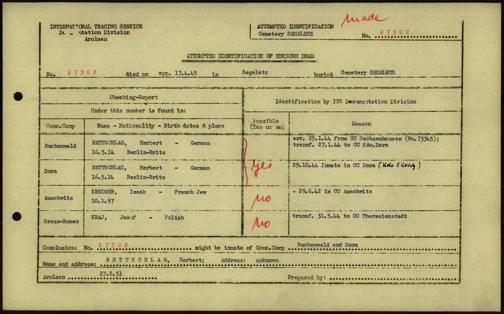 made
INTERNATIONAL TRACING SERVICE
Documentation Division
Arolsen
ATTEMPTED IDENTIFICATION
Cemetery SEGELETZ
No. 27902
ATTEMPTED IDENTIFICATION OF UNKNOWN DEAD
No. 27902 died on app. 17.4.45 in Segeletz buried Cemetery SEGELETZ
Checking-Report
Under this number is found in:
Identification by ITS Documentation Division
Conc.Camp Name - Nationality - Birth dates & place
Possible (Yes or no)
Reason
Buchenwald RETTSCHLAG, Herbert - German
16.5.14 Berlin-Britz
arr. 25.1.44 from CC Sachsenhausen (No.73345);
transf. 27.1.44 to CC Kdo.Dora
Dora RETTSCHLAG, Herbert - German
16.5.14 Berlin-Britz
Yes
29.10.44 Inmate in CC Dora
Auschwitz Isaak - French Jew
10.1.97
no
+ 29.6.42 in CC Auschwitz
Gross-Rosen KRAJ, Josef - Polish
no
transf. 31.5.44 to CC Theresienstadt
Conclusion: No. 27902 might be inmate of Conc.Camp Buchenwald and Dora
Name and address: RETTSCHLAG, Herbert; Address: unknown
Arolsen 27.8.51 Prepared by: